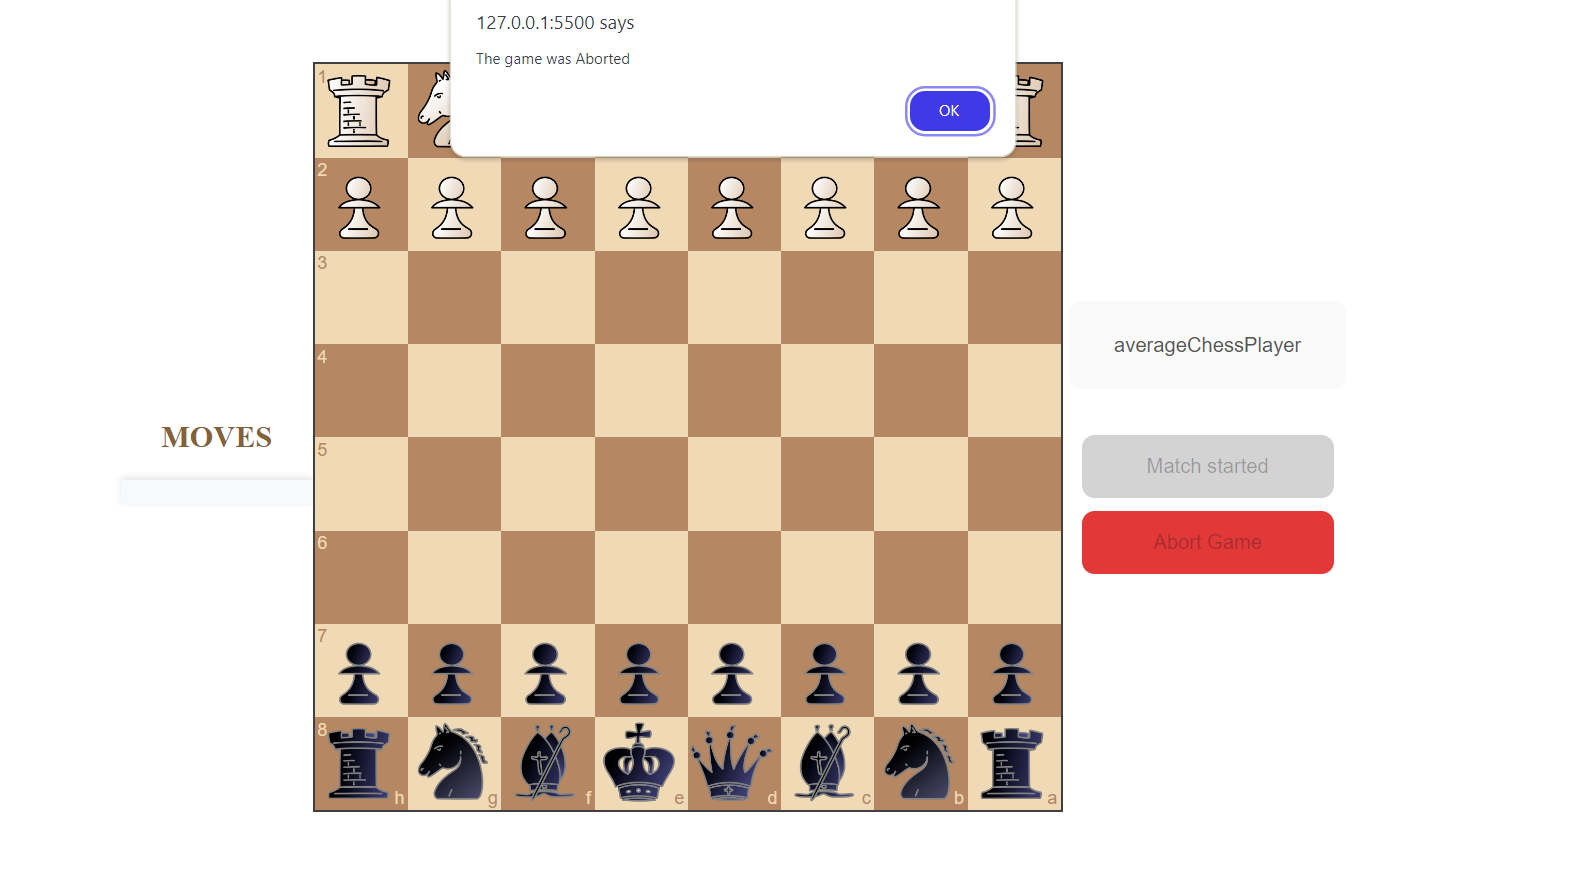 127.0.0.1:5500 says
The game was Aborted
OK
1
2
3
4
5
6
7
8
h g f e d c b a
MOVES
averageChessPlayer
Match started
Abort Game